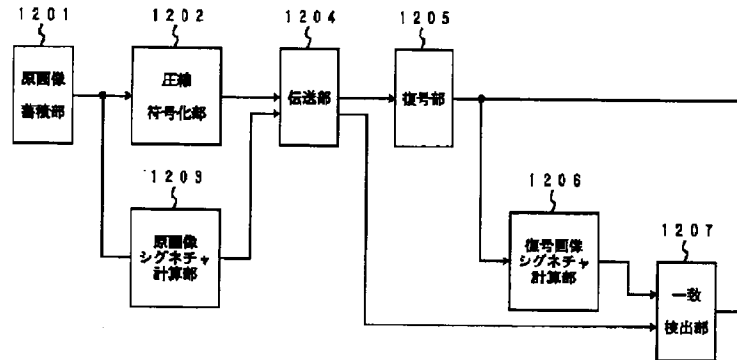 1201
1202
1204
1205
原画像
蓄積部
圧縮
符号化部
伝送部
復号部
1203
原画像
シグネチャ
計算部
1206
復号画像
シグネチャ
計算部
1207
一致
検出部